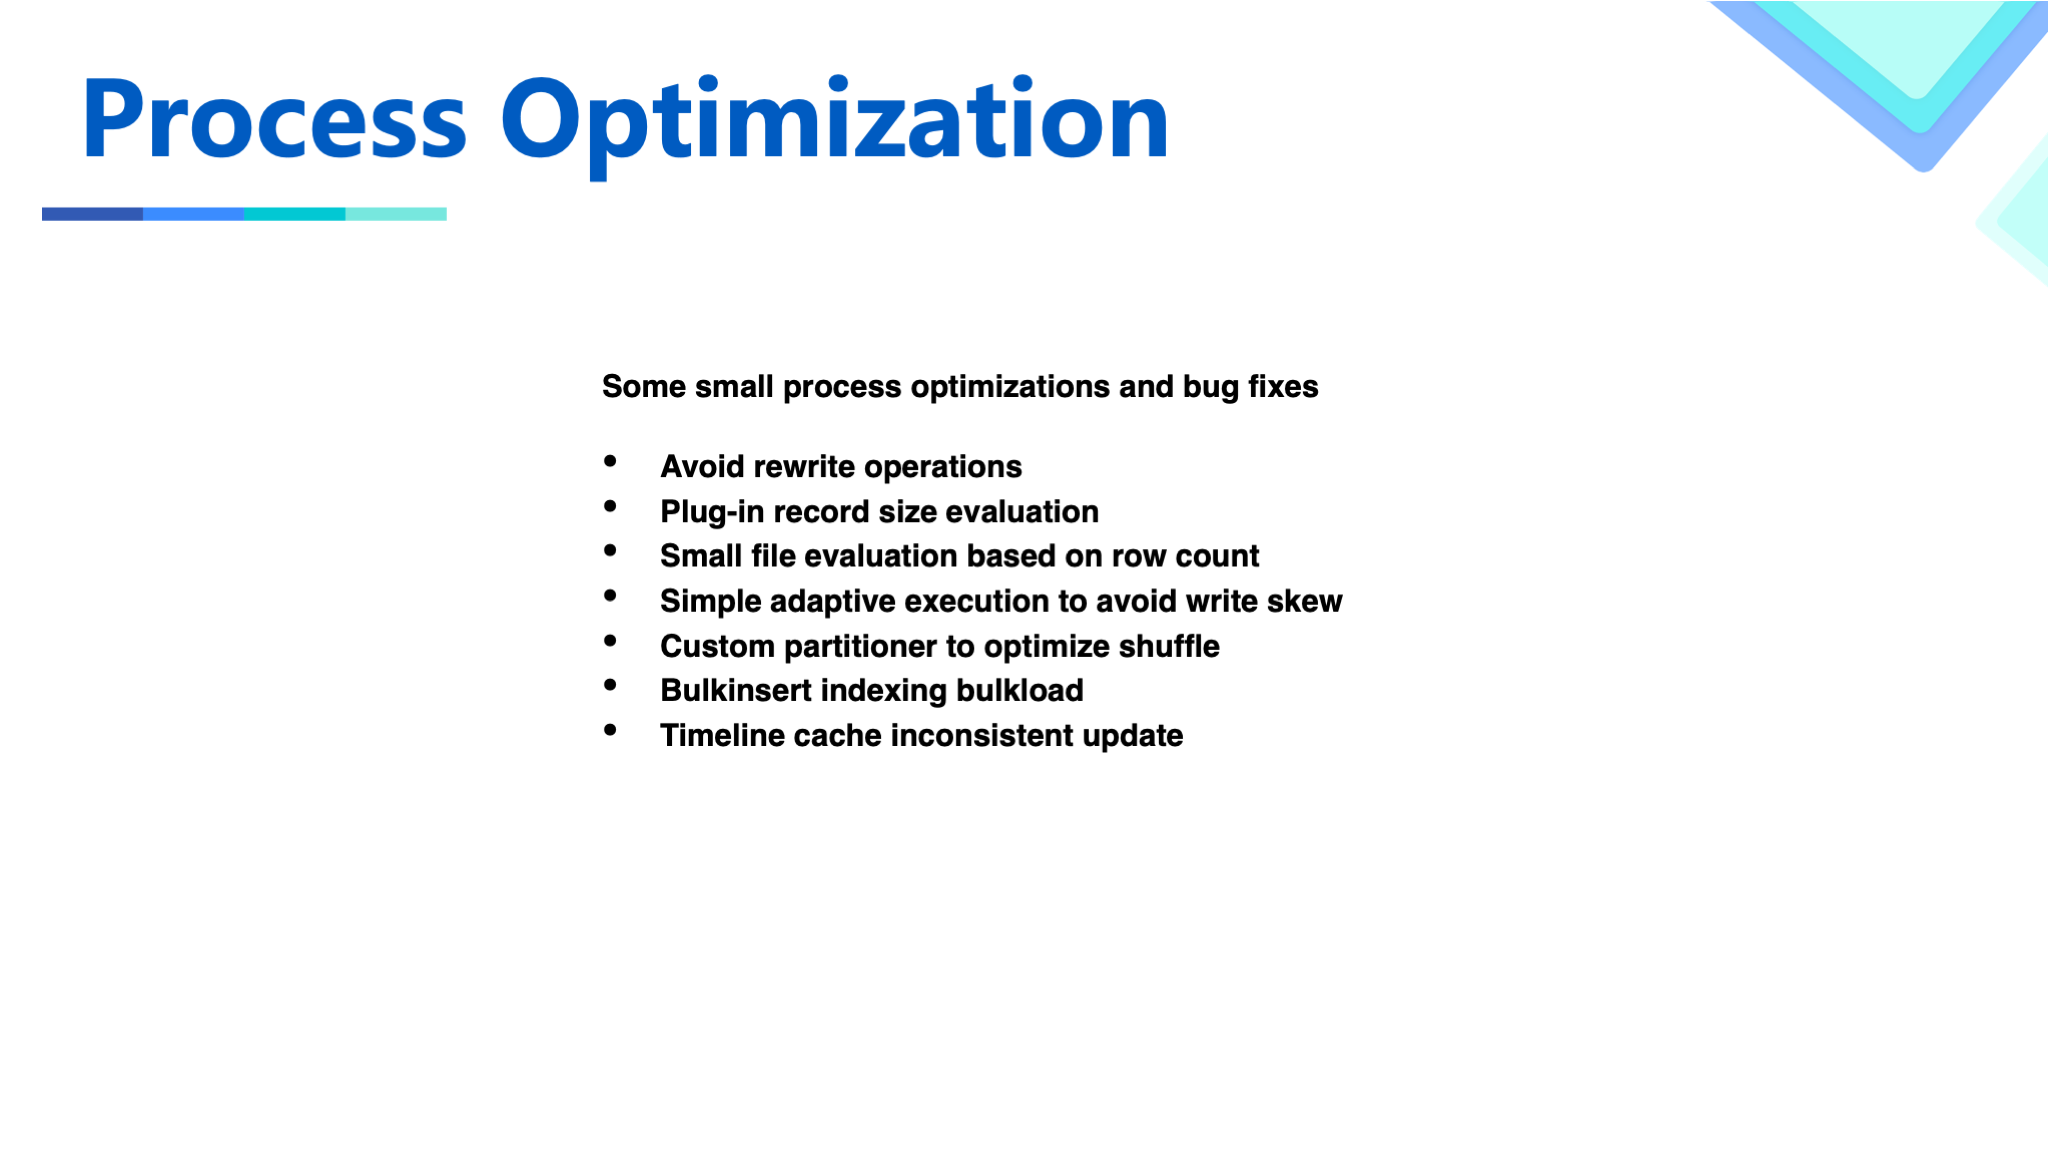 Process Optimization
Some small process optimizations and bug fixes
• Avoid rewrite operations
• Plug-in record size evaluation
• Small file evaluation based on row count
• Simple adaptive execution to avoid write skew
• Custom partitioner to optimize shuffle
• Bulkinsert indexing bulkload
• Timeline cache inconsistent update